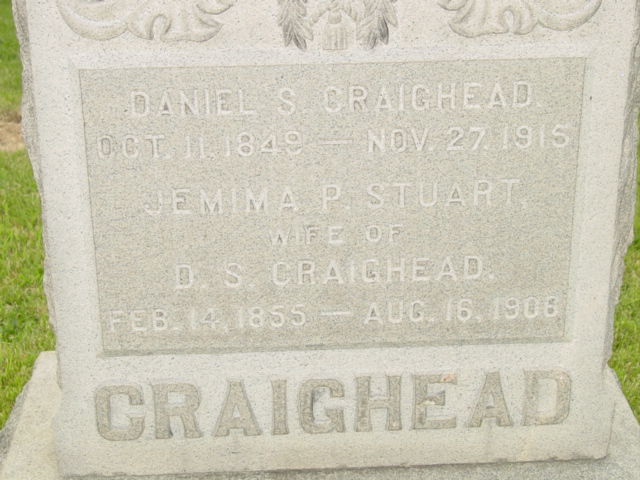 DANIEL S. CRAIGHEAD.
OCT. 11, 1849 — NOV. 27, 1915
JEMIMA P. STUART,
WIFE OF
D. S. CRAIGHEAD.
FEB. 14, 1855 — AUG. 16, 1906
CRAIGHEAD